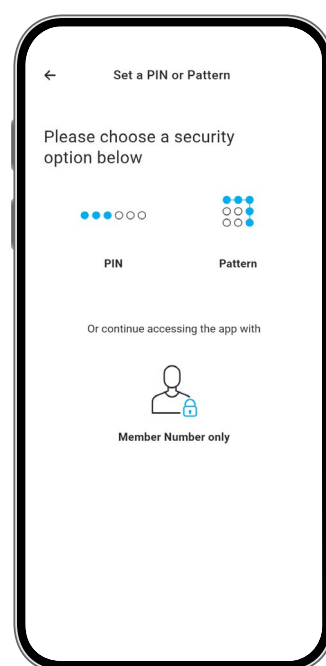 Set a PIN or Pattern
Please choose a security
option below
PIN
Pattern
Or continue accessing the app with
Member Number only